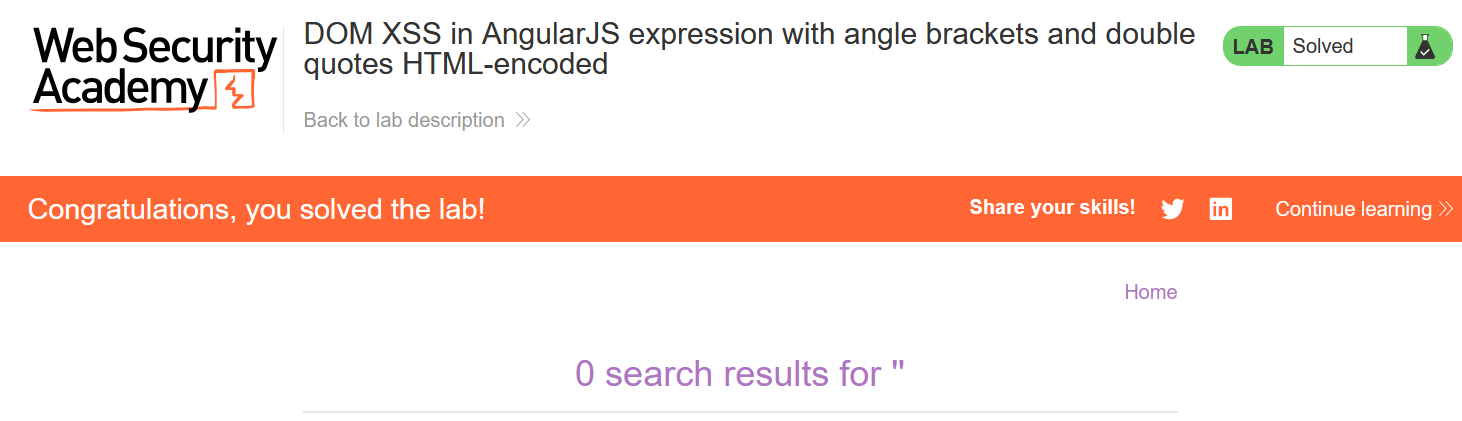 Web Security
Academy
DOM XSS in AngularJS expression with angle brackets and double
quotes HTML-encoded
Back to lab description
LAB Solved
Congratulations, you solved the lab!
Share your skills!
Continue learning
Home
0 search results for ''